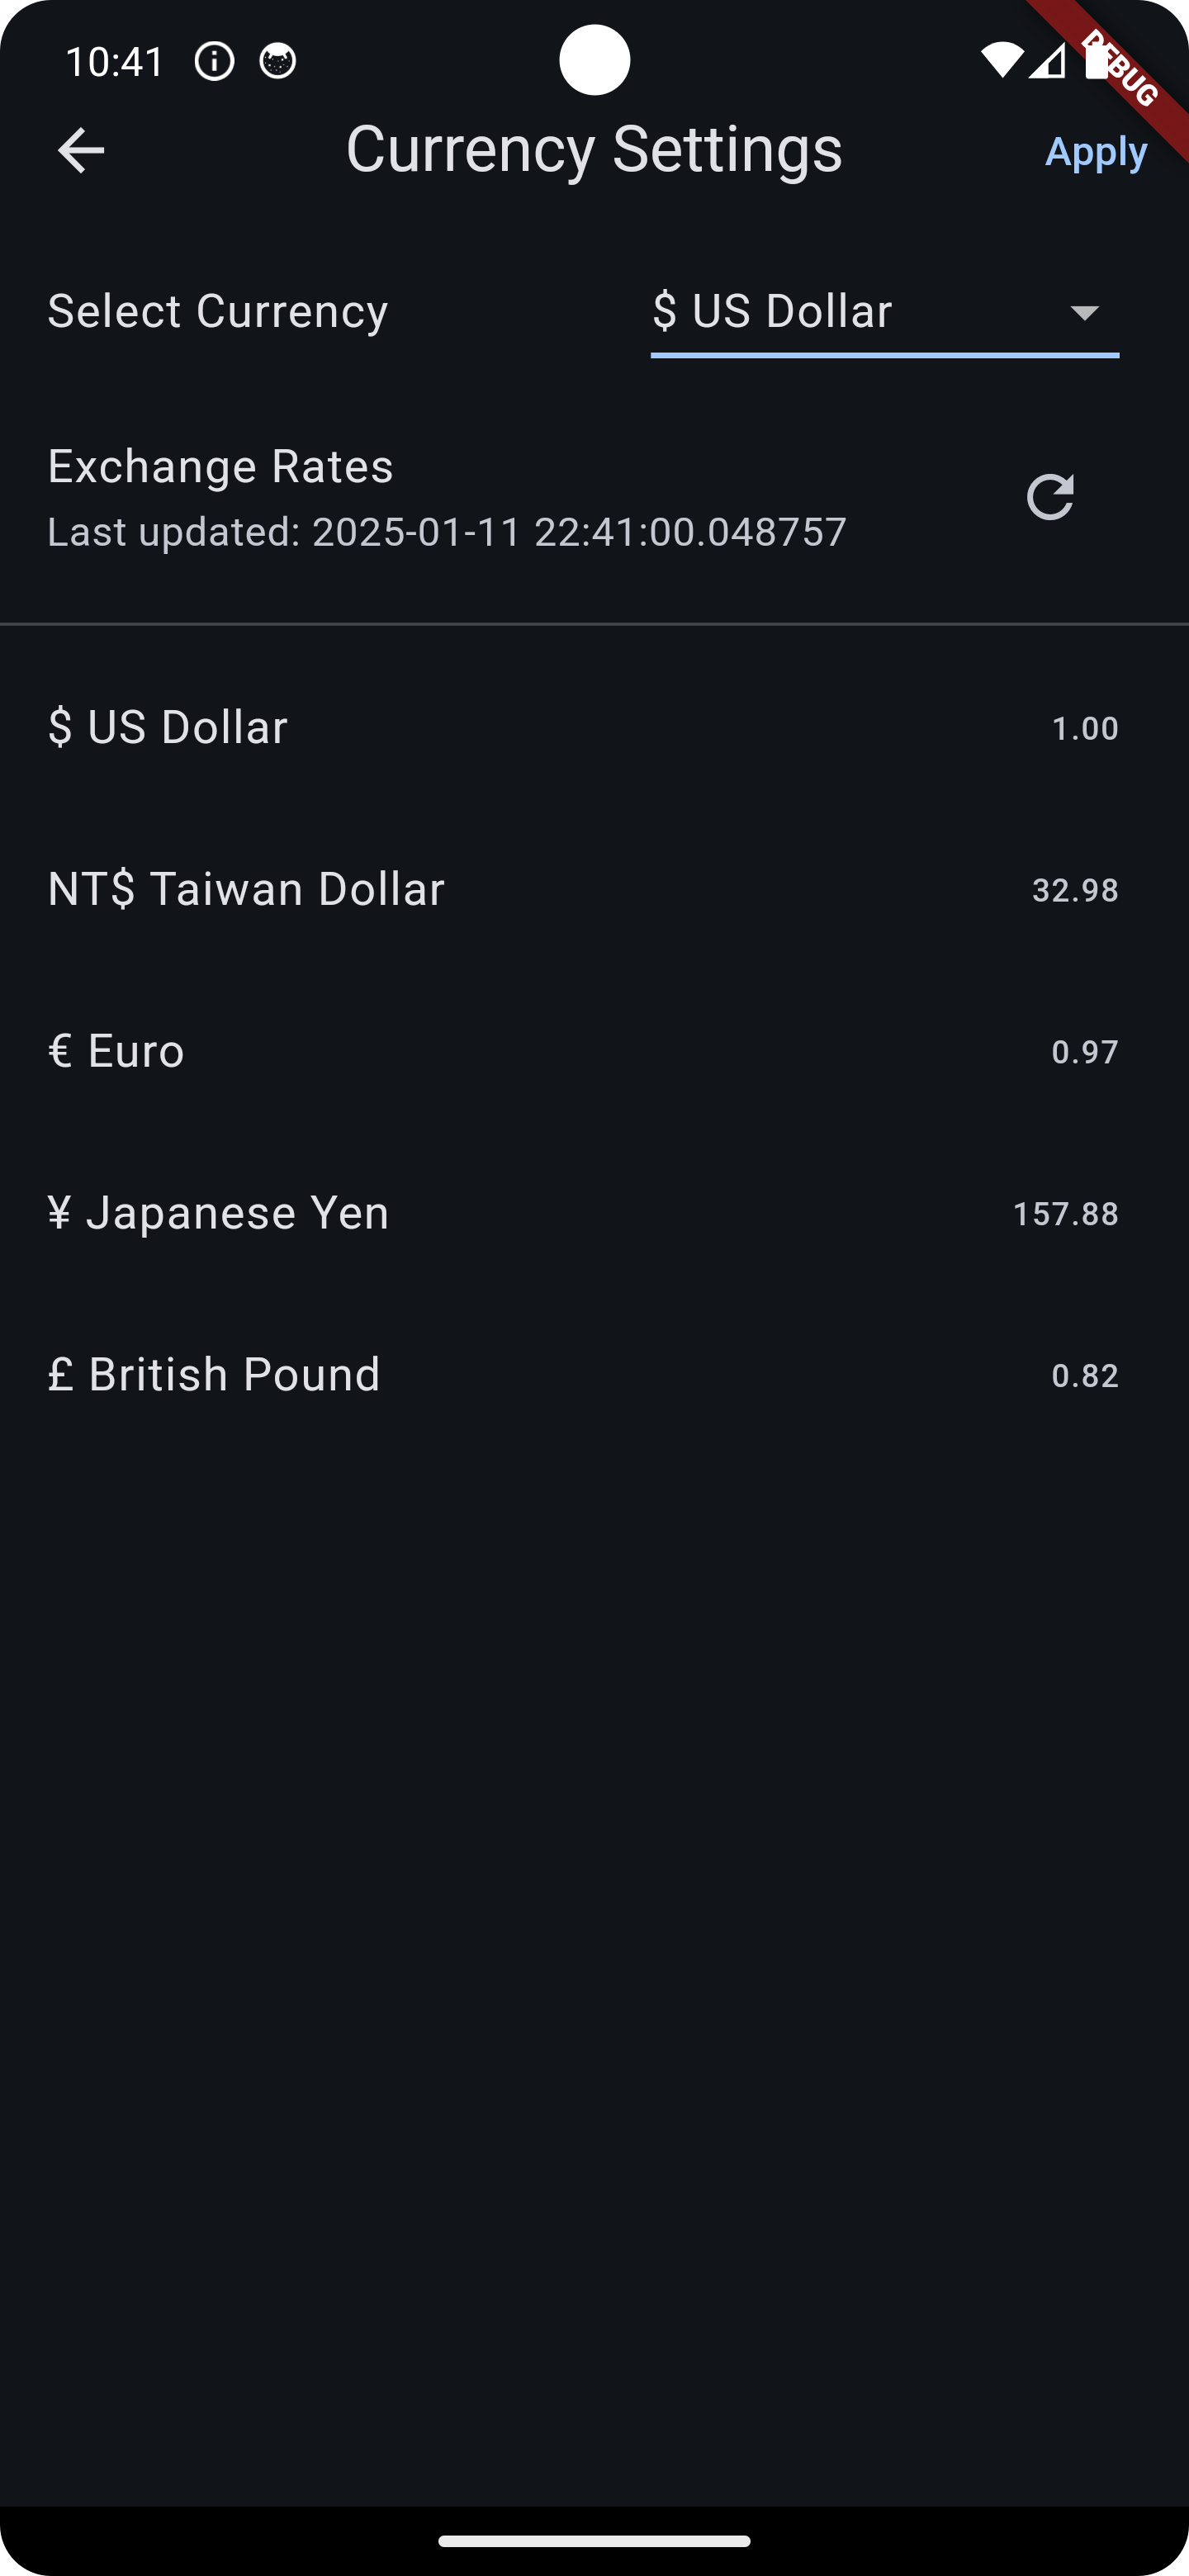 10:41
DEBUG
Currency Settings
Apply
Select Currency
$ US Dollar
Exchange Rates
Last updated: 2025-01-11 22:41:00.048757
$ US Dollar
1.00
NT$ Taiwan Dollar
32.98
€ Euro
0.97
¥ Japanese Yen
157.88
£ British Pound
0.82